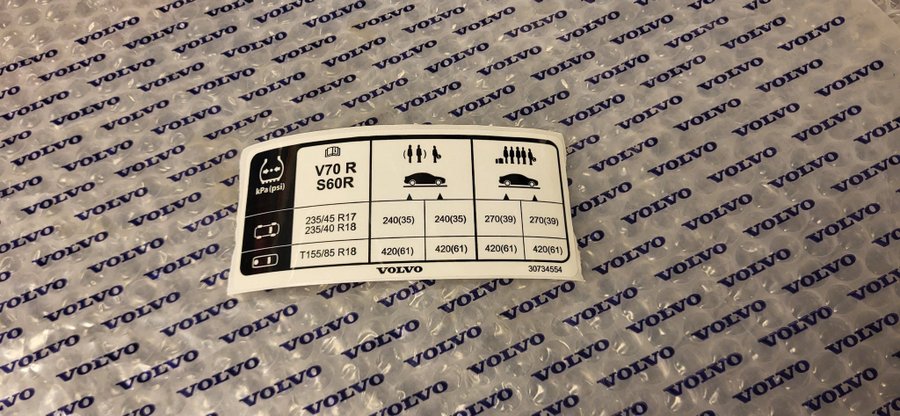 V70 R
S60R
kPa(psi)
235/45 R17
235/40 R18
240(35) 240(35) 270(39) 270(39)
T155/85 R18 420(61) 420(61) 420(61) 420(61)
VOLVO 30734554
VOLVO